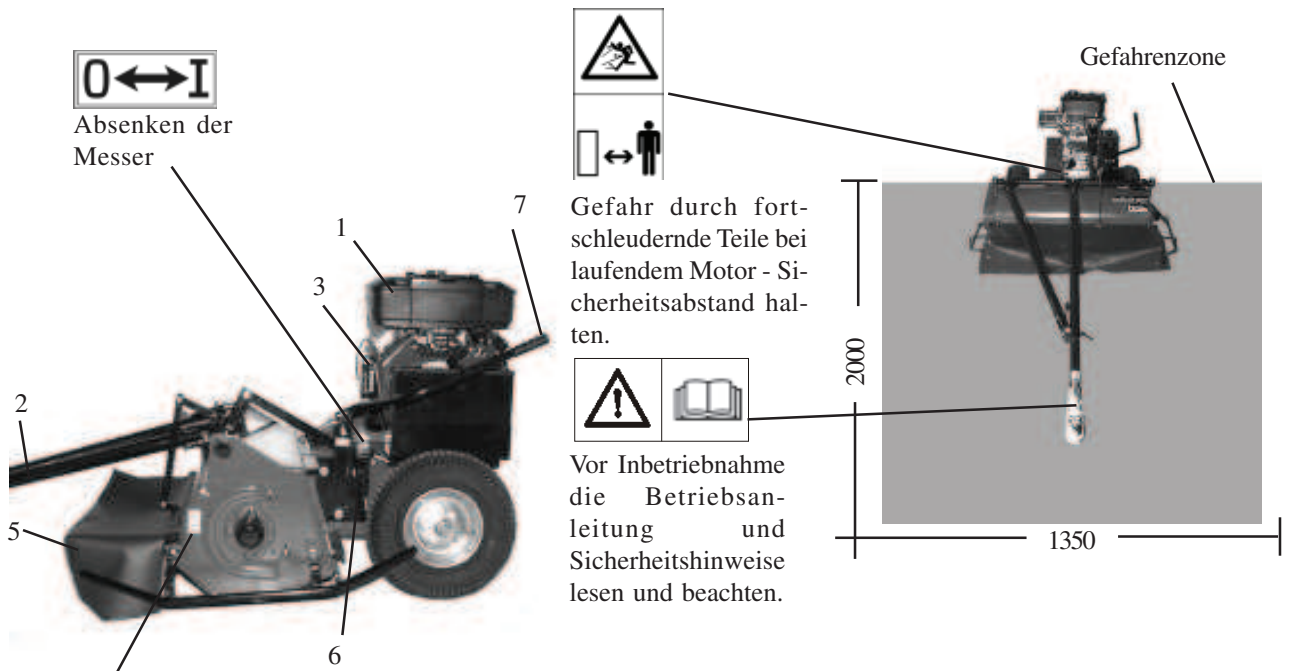 O↔I
Absenken der
Messer
1
3
7
2
5
6
Gefahr durch fort-
schleudernde Teile bei
laufendem Motor - Si-
cherheitsabstand hal-
ten.
Vor Inbetriebnahme
die Betriebsan-
leitung und
Sicherheitshinweise
lesen und beachten.
Gefahrenzone
2000
1350